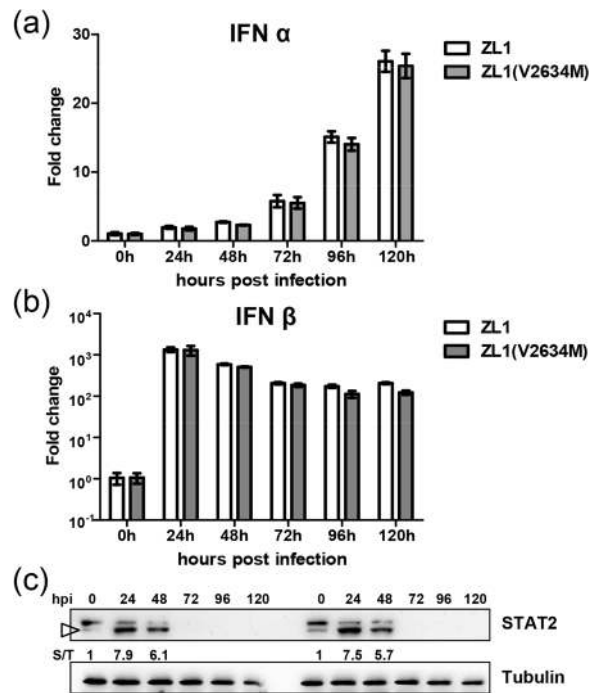 (a)
IFN α
ZL1
ZL1(V2634M)
Fold change
30
20
10
0
0h 24h 48h 72h 96h 120h
hours post infection
(b)
IFN β
ZL1
ZL1(V2634M)
Fold change
10⁴
10³
10²
10¹
10⁰
10⁻¹
0h 24h 48h 72h 96h 120h
hours post infection
(c)
hpi 0 24 48 72 96 120 0 24 48 72 96 120
STAT2
S/T 1 7.9 6.1 1 7.5 5.7
Tubulin